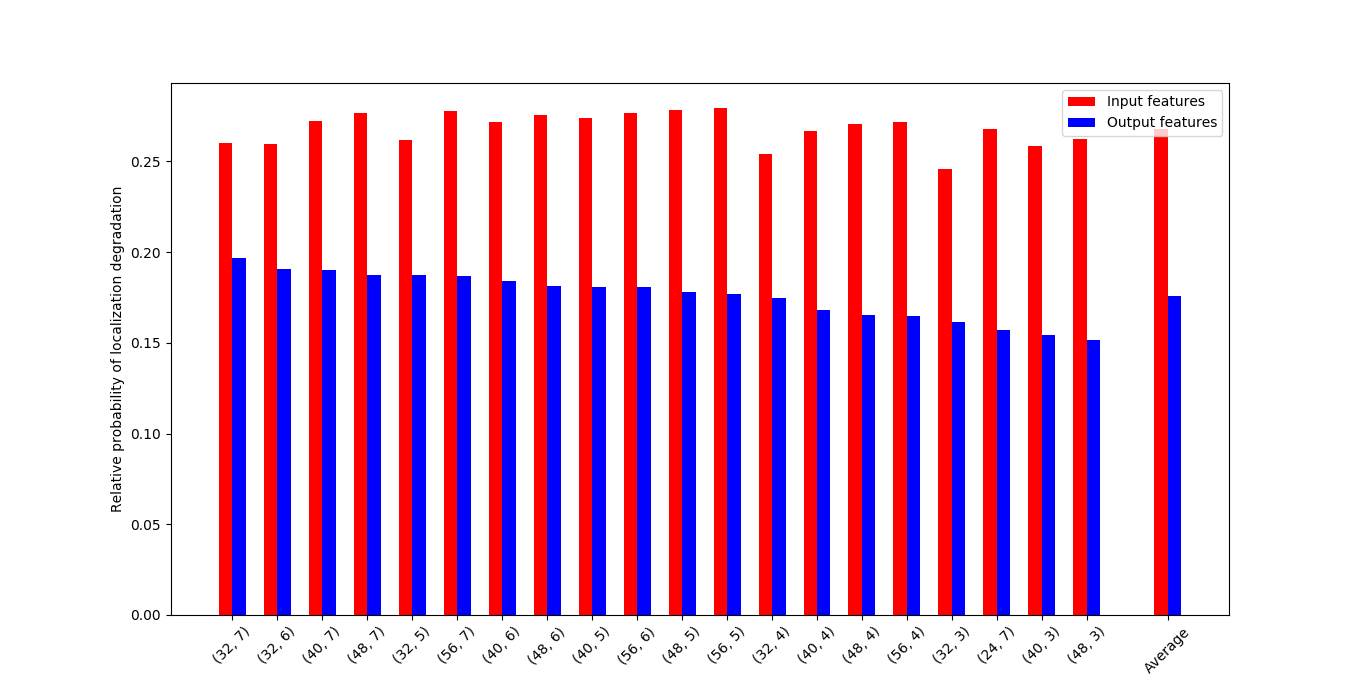 Input features
Output features
Relative probability of localization degradation
0.25
0.20
0.15
0.10
0.05
0.00
(32, 7) (32, 6) (40, 7) (48, 7) (32, 5) (56, 7) (40, 6) (48, 6) (40, 5) (56, 6) (48, 5) (56, 5) (32, 4) (40, 4) (48, 4) (56, 4) (32, 3) (24, 7) (40, 3) (48, 3) Average